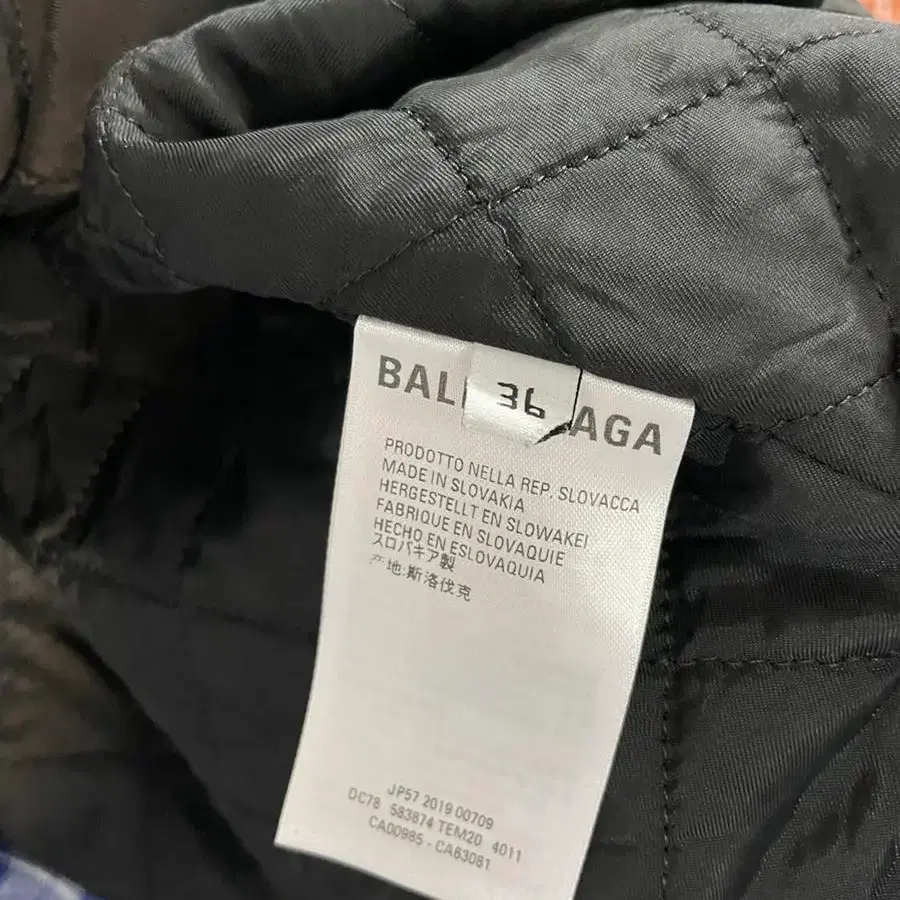 BAL AGA
36
PRODOTTO NELLA REP. SLOVACCA
MADE IN SLOVAKIA
HERGESTELLT EN SLOWAKEI
FABRIQUE EN SLOVAQUIE
HECHO EN ESLOVAQUIA
スロバキア製
产地:斯洛伐克
JP57 2019 00709
DC78 583874 TEM20 4011
CA00985 - CA63081